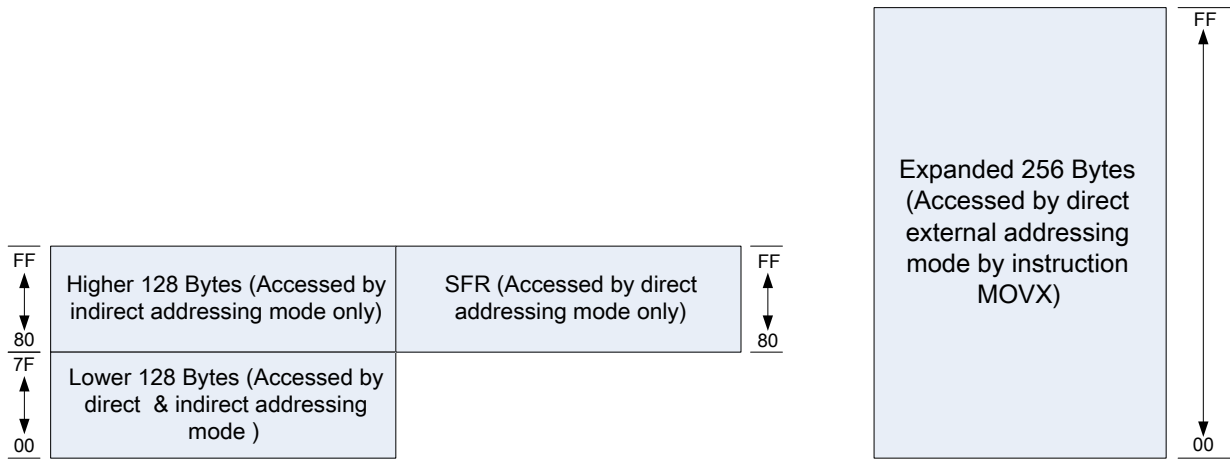 FF
80
7F
00
Higher 128 Bytes (Accessed by
indirect addressing mode only)
Lower 128 Bytes (Accessed by
direct & indirect addressing
mode )
SFR (Accessed by direct
addressing mode only)
FF
80
Expanded 256 Bytes
(Accessed by direct
external addressing
mode by instruction
MOVX)
FF
00